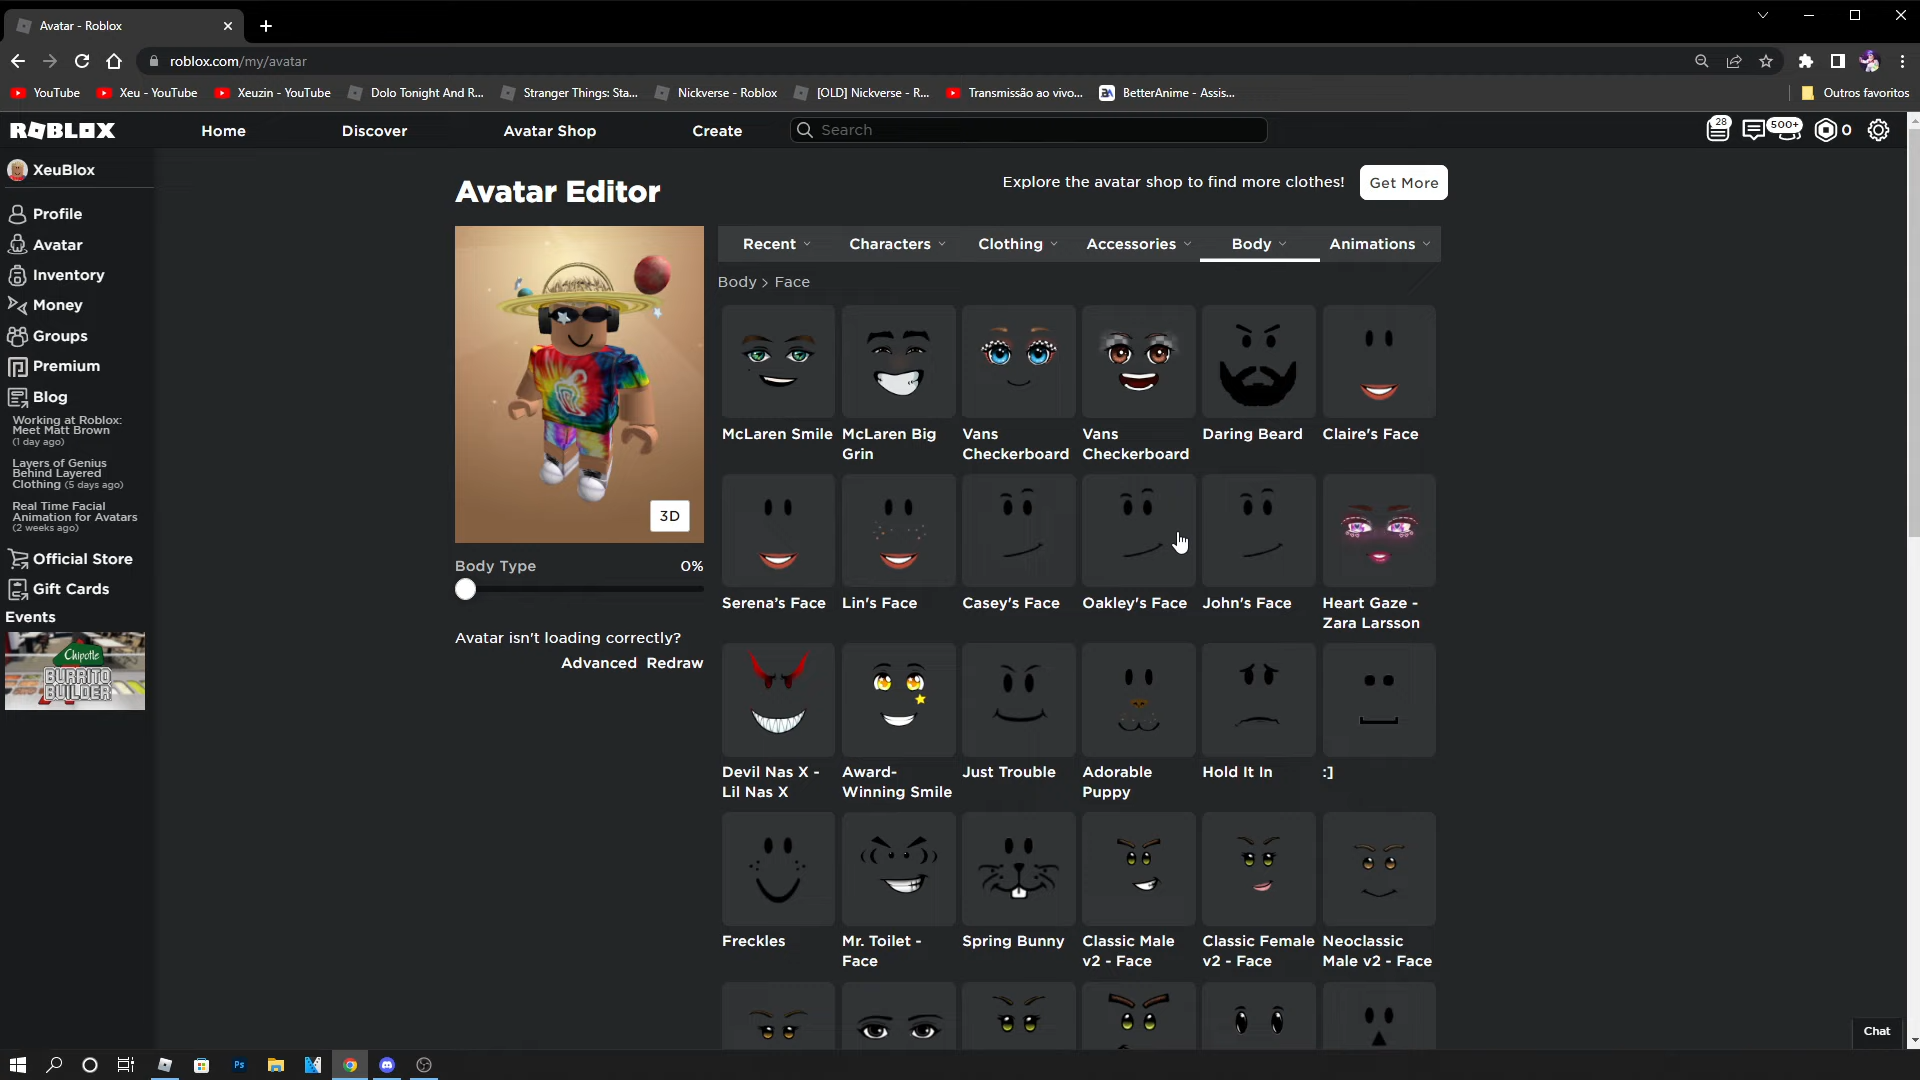 Avatar - Roblox
roblox.com/my/avatar
YouTube
Xeu - YouTube
Xeuzin - YouTube
Dolo Tonight And R...
Stranger Things: Sta...
Nickverse - Roblox
[OLD] Nickverse - R...
Transmissão ao vivo...
BetterAnime - Assis...
Outros favoritos
ROBLOX
Home
Discover
Avatar Shop
Create
Search
28
500+
0
XeuBlox
Profile
Avatar
Inventory
Money
Groups
Premium
Blog
Working at Roblox:
Meet Matt Brown
(1 day ago)
Layers of Genius
Behind Layered
Clothing (5 days ago)
Real Time Facial
Animation for Avatars
(2 weeks ago)
Official Store
Gift Cards
Events
Chipotle
BURRITO
BUILDER
Avatar Editor
Explore the avatar shop to find more clothes!
Get More
3D
Body Type 0%
Avatar isn't loading correctly?
Advanced Redraw
Recent
Characters
Clothing
Accessories
Body
Animations
Body > Face
McLaren Smile
McLaren Big
Grin
Vans
Checkerboard
Vans
Checkerboard
Daring Beard
Claire's Face
Serena's Face
Lin's Face
Casey's Face
Oakley's Face
John's Face
Heart Gaze -
Zara Larsson
Devil Nas X -
Lil Nas X
Award-
Winning Smile
Just Trouble
Adorable
Puppy
Hold It In
:]
Freckles
Mr. Toilet -
Face
Spring Bunny
Classic Male
v2 - Face
Classic Female
v2 - Face
Neoclassic
Male v2 - Face
Chat
Ps